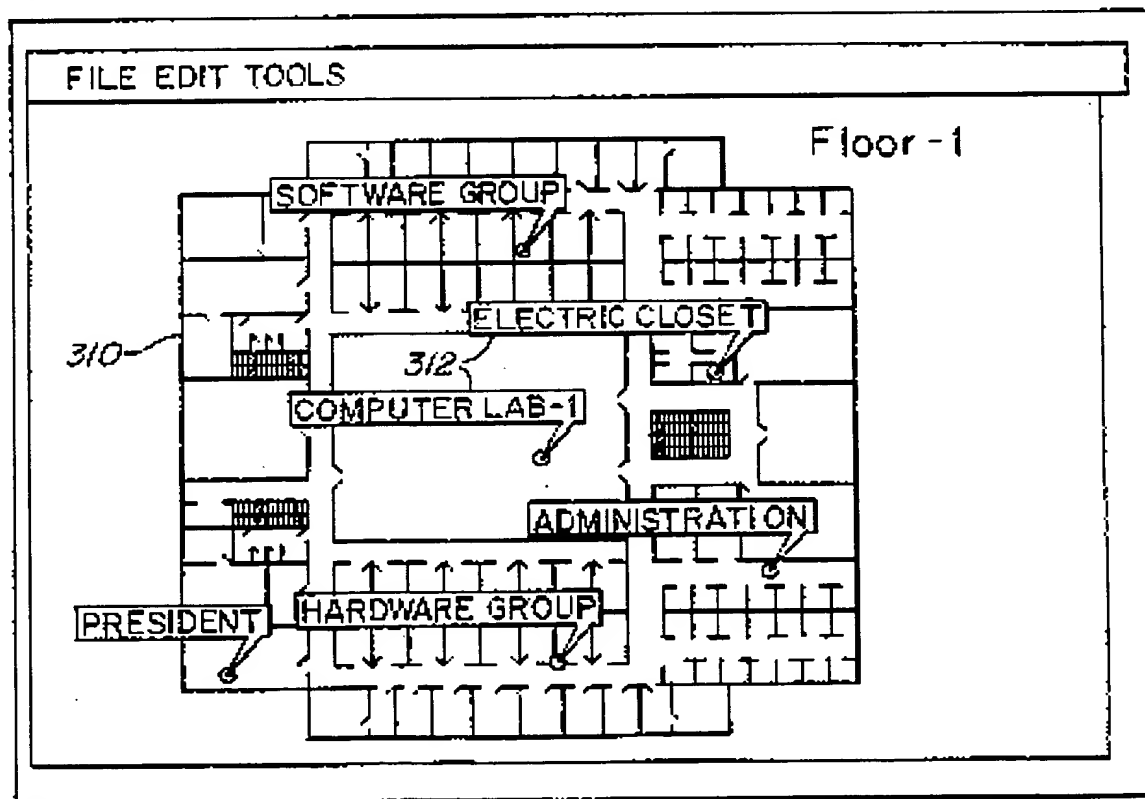 FILE EDIT TOOLS
Floor-1
SOFTWARE GROUP
ELECTRIC CLOSET
310
312
COMPUTER LAB-1
ADMINISTRATION
HARDWARE GROUP
PRESIDENT